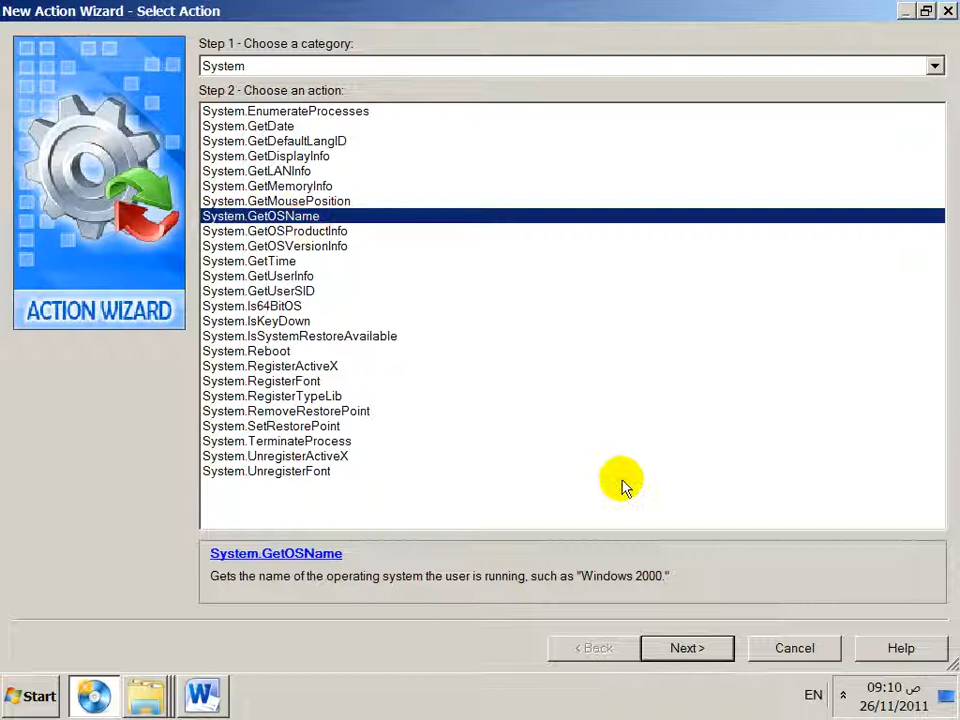 New Action Wizard - Select Action
Step 1 - Choose a category:
System
Step 2 - Choose an action:
System.EnumerateProcesses
System.GetDate
System.GetDefaultLangID
System.GetDisplayInfo
System.GetLANInfo
System.GetMemoryInfo
System.GetMousePosition
System.GetOSName
System.GetOSProductInfo
System.GetOSVersionInfo
System.GetTime
System.GetUserInfo
System.GetUserSID
System.Is64BitOS
System.IsKeyDown
System.IsSystemRestoreAvailable
System.Reboot
System.RegisterActiveX
System.RegisterFont
System.RegisterTypeLib
System.RemoveRestorePoint
System.SetRestorePoint
System.TerminateProcess
System.UnregisterActiveX
System.UnregisterFont
ACTION WIZARD
System.GetOSName
Gets the name of the operating system the user is running, such as "Windows 2000."
< Back
Next >
Cancel
Help
Start
W
EN
09:10 ص
26/11/2011